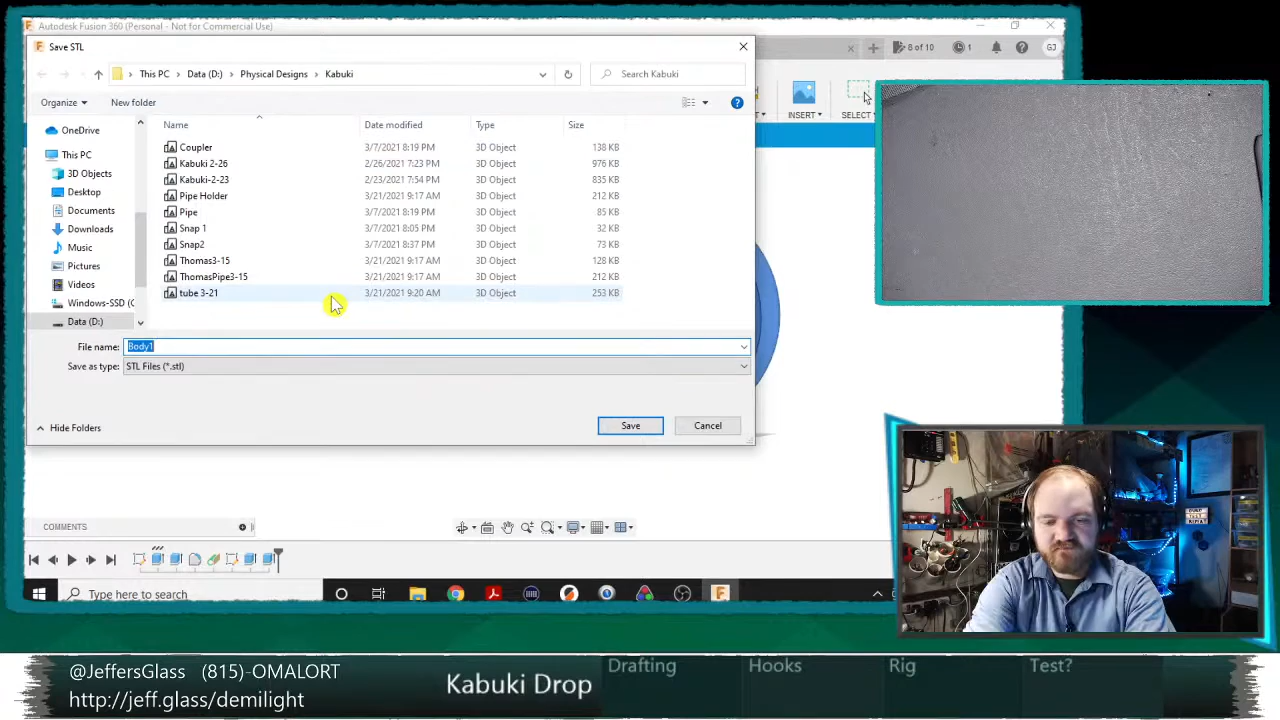 Autodesk Fusion 360 (Personal - Not for Commercial Use)
Save STL
8 of 10
1
GJ
This PC
Data (D:)
Physical Designs
Kabuki
Search Kabuki
Organize
New folder
INSERT
SELECT
Name
Date modified
Type
Size
OneDrive
This PC
3D Objects
Desktop
Documents
Downloads
Music
Pictures
Videos
Windows-SSD (C
Data (D:)
Coupler 3/7/2021 8:19 PM 3D Object 138 KB
Kabuki 2-26 2/26/2021 7:23 PM 3D Object 976 KB
Kabuki-2-23 2/23/2021 7:54 PM 3D Object 835 KB
Pipe Holder 3/21/2021 9:17 AM 3D Object 212 KB
Pipe 3/7/2021 8:19 PM 3D Object 85 KB
Snap 1 3/7/2021 8:05 PM 3D Object 32 KB
Snap2 3/7/2021 8:37 PM 3D Object 73 KB
Thomas3-15 3/21/2021 9:17 AM 3D Object 128 KB
ThomasPipe3-15 3/21/2021 9:17 AM 3D Object 212 KB
tube 3-21 3/21/2021 9:20 AM 3D Object 253 KB
File name: Body1
Save as type: STL Files (*.stl)
Hide Folders
Save
Cancel
COMMENTS
Type here to search
@JeffersGlass (815)-OMALORT
http://jeff.glass/demilight
Kabuki Drop
Drafting
Hooks
Rig
Test?